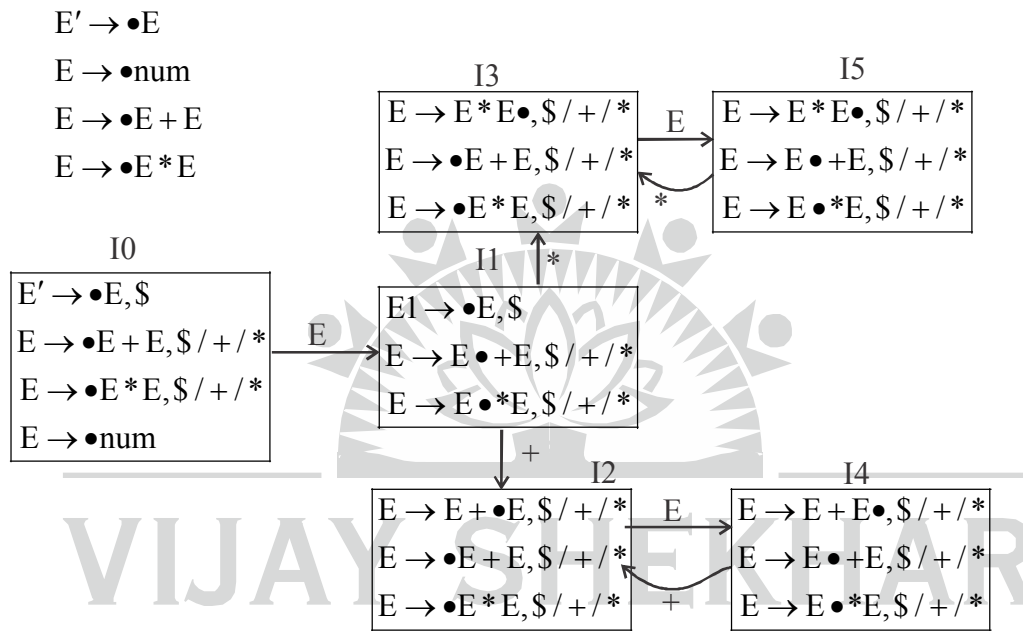 E′ → •E
E → •num
E → •E + E
E → •E * E
I0
E′ → •E, $
E → •E + E, $ / + / *
E → •E * E, $ / + / *
E → •num
E
I1
E1 → •E, $
E → E • +E, $ / + / *
E → E • *E, $ / + / *
*
I3
E → E * E•, $ / + / *
E → •E + E, $ / + / *
E → •E * E, $ / + / *
E
*
I5
E → E * E•, $ / + / *
E → E • +E, $ / + / *
E → E • *E, $ / + / *
+
I2
E → E + •E, $ / + / *
E → •E + E, $ / + / *
E → •E * E, $ / + / *
E
+
I4
E → E + E•, $ / + / *
E → E • +E, $ / + / *
E → E • *E, $ / + / *
VIJAY SHEKHAR